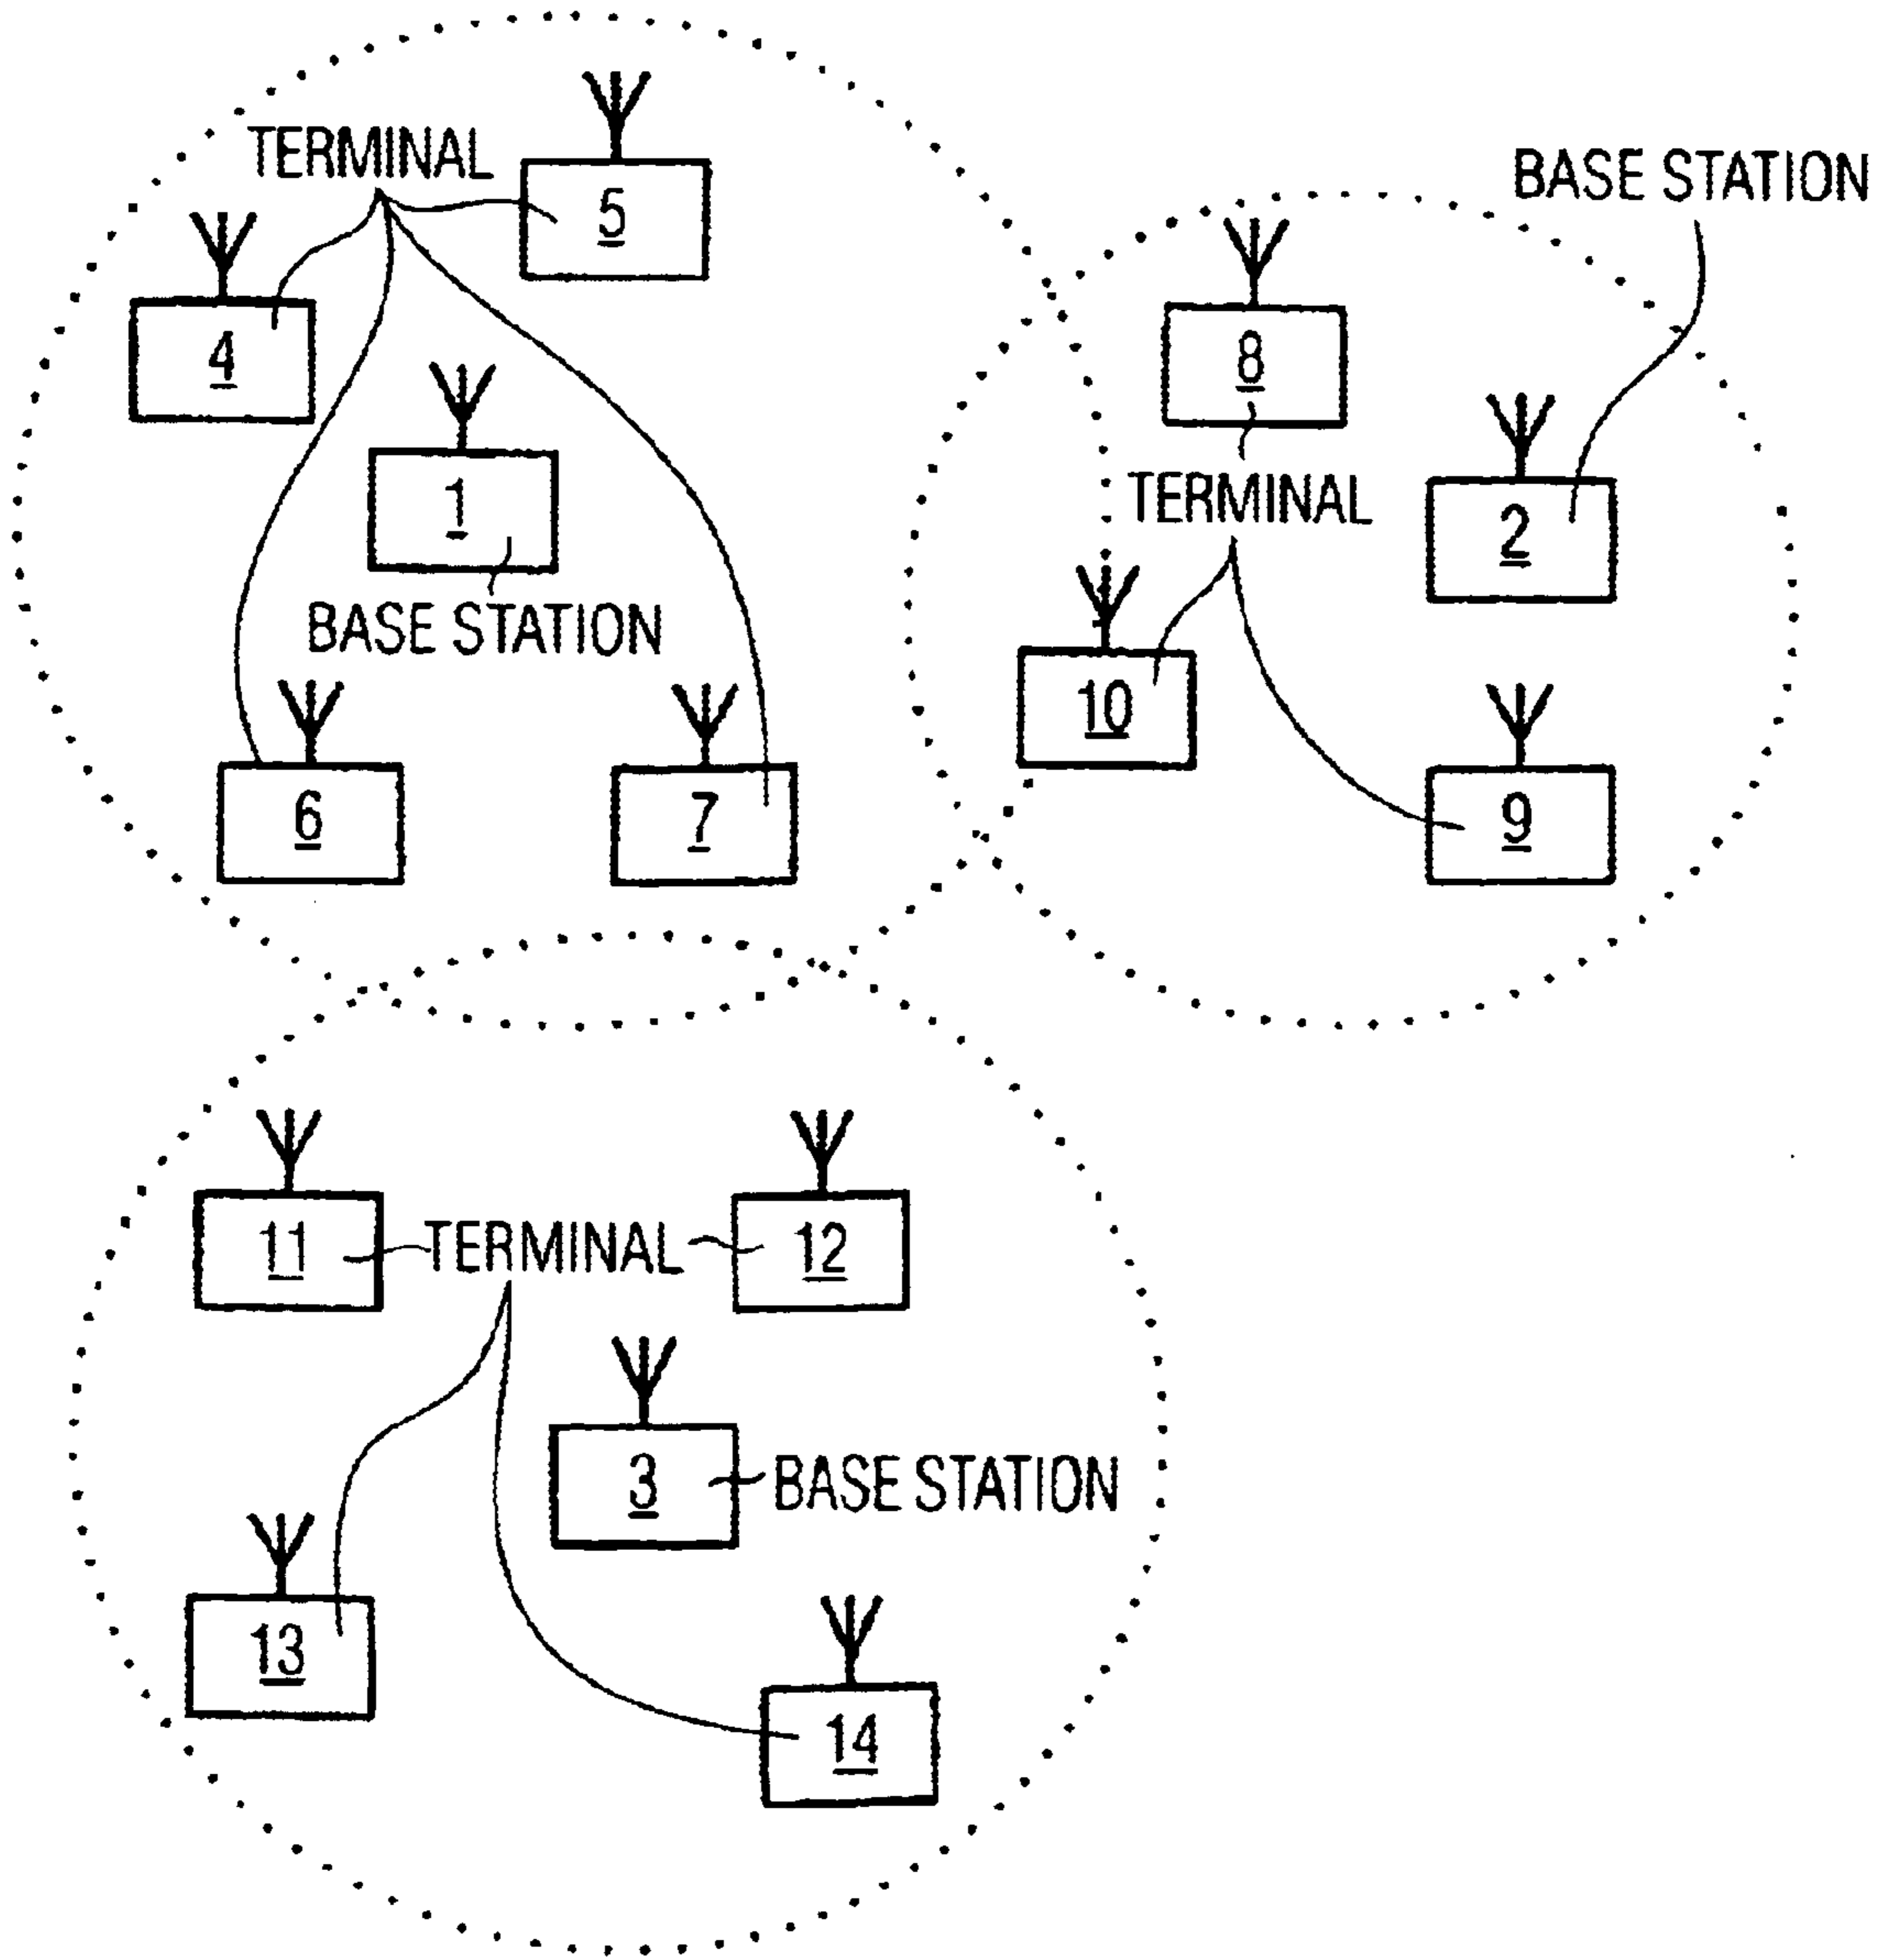 TERMINAL
5
4
1
BASE STATION
6
7
BASE STATION
8
TERMINAL
2
10
9
11
TERMINAL
12
3
BASE STATION
13
14